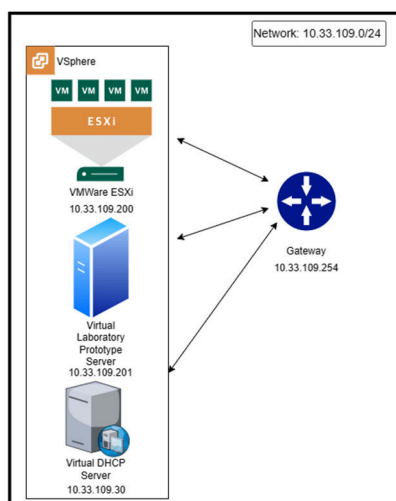 Network: 10.33.109.0/24
VSphere
VM VM VM VM
ESXi
VMWare ESXi
10.33.109.200
Gateway
10.33.109.254
Virtual
Laboratory
Prototype
Server
10.33.109.201
Virtual DHCP
Server
10.33.109.30